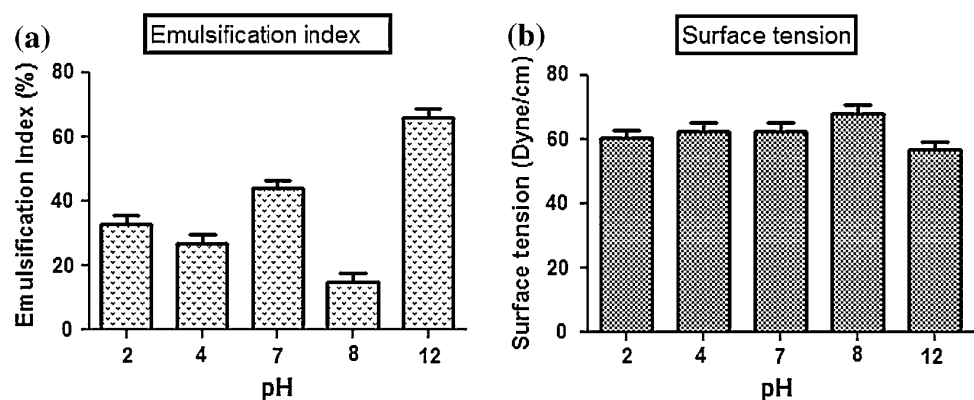 (a)
Emulsification index
Emulsification Index (%)
80
60
40
20
0
2 4 7 8 12
pH
(b)
Surface tension
Surface tension (Dyne/cm)
80
60
40
20
0
2 4 7 8 12
pH